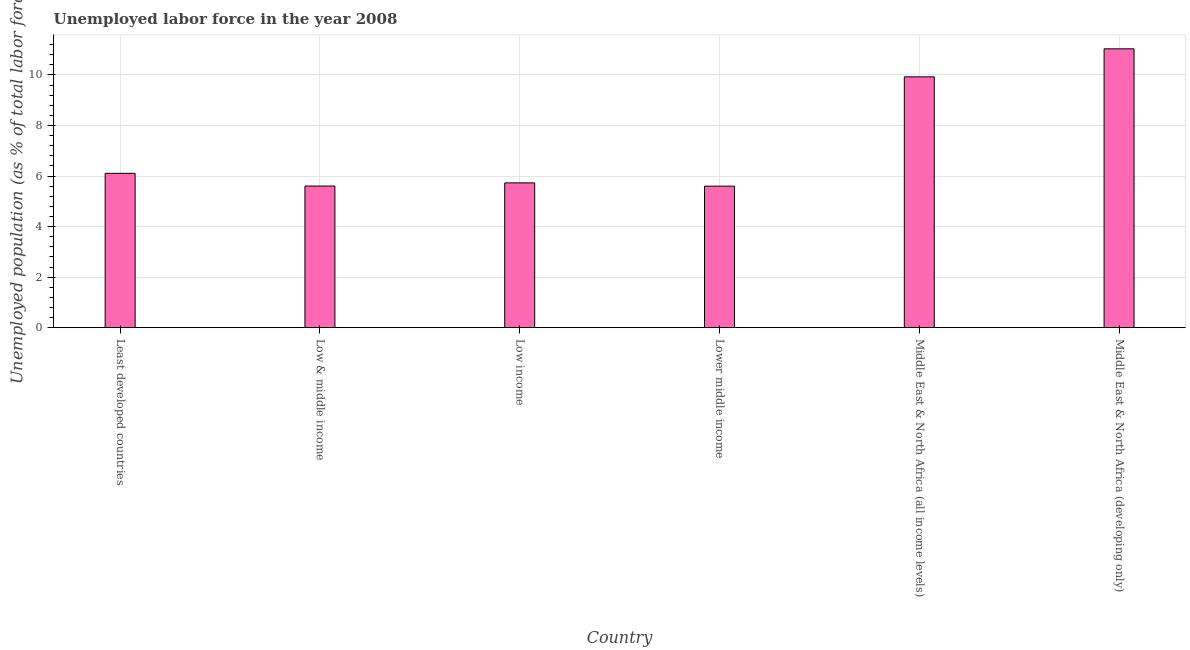 Unemployed labor force in the year 2008
Unemployed population (as % of total labor
10
8
6
4
2
0
Least developed countries
Low & middle income
Low income
Lower middle income
Middle East & North Africa (all income levels)
Middle East & North Africa (developing only)
Country